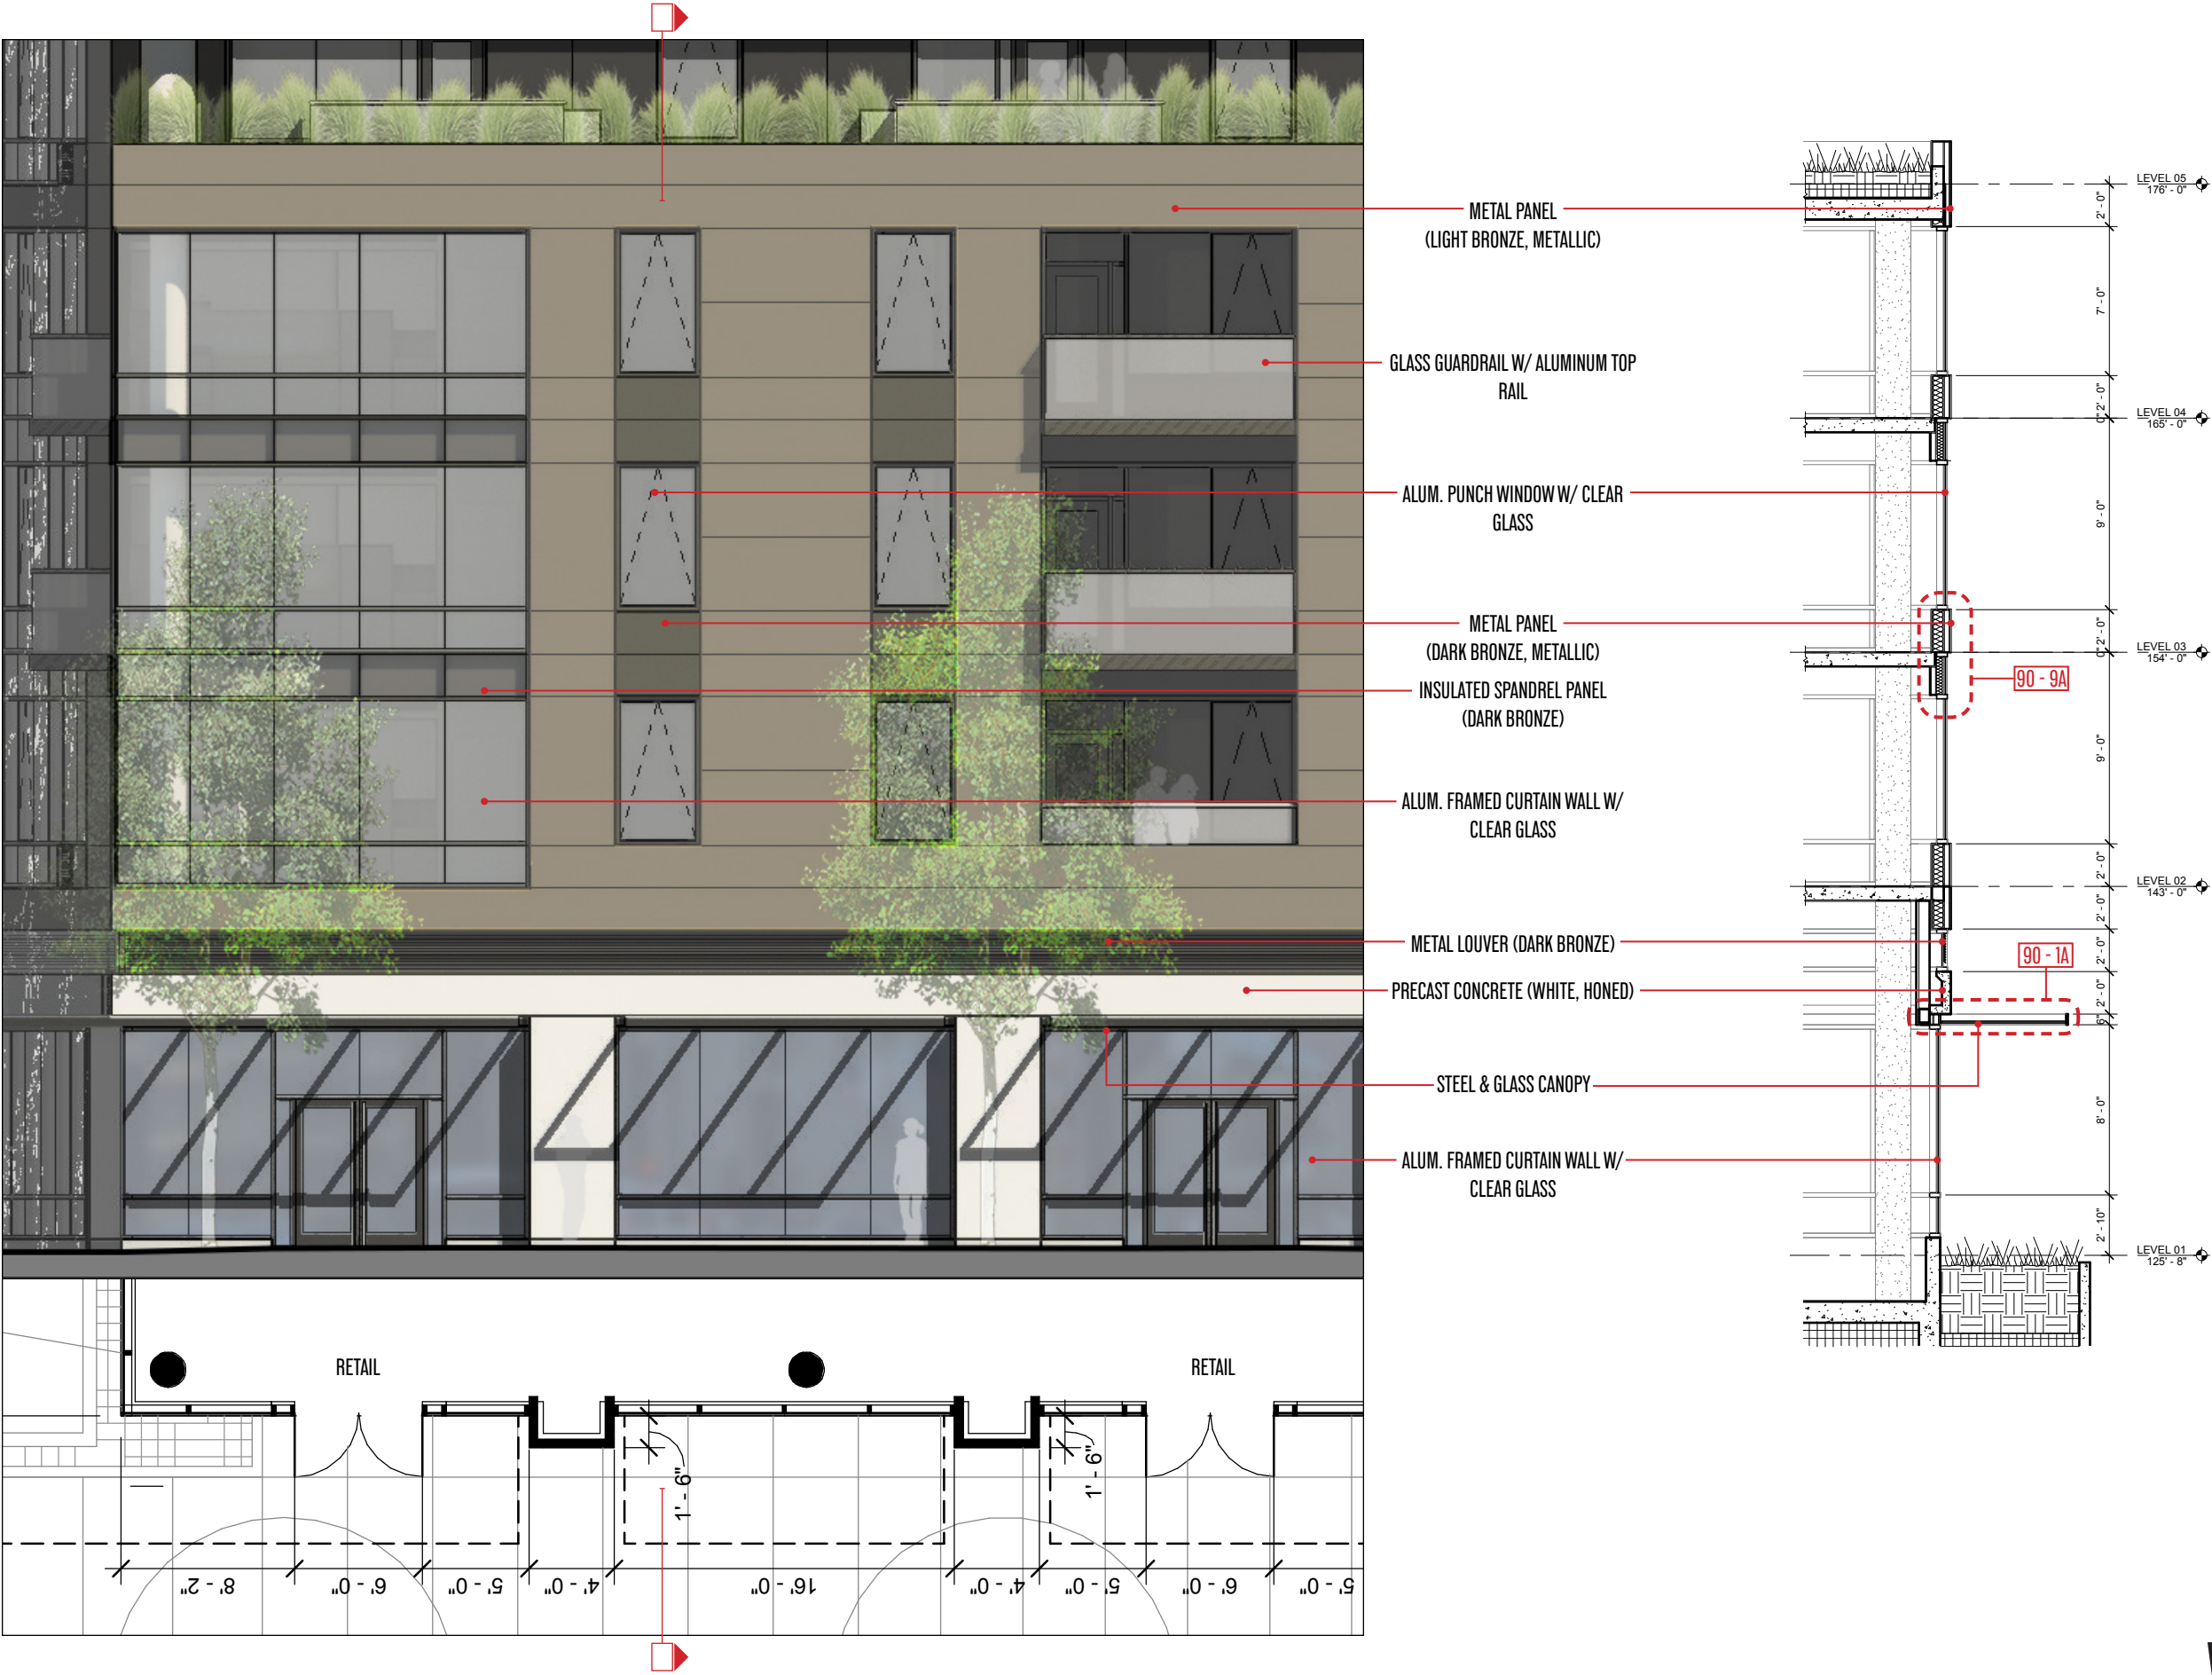 METAL PANEL
(LIGHT BRONZE, METALLIC)
GLASS GUARDRAIL W/ ALUMINUM TOP
RAIL
ALUM. PUNCH WINDOW W/ CLEAR
GLASS
METAL PANEL
(DARK BRONZE, METALLIC)
INSULATED SPANDREL PANEL
(DARK BRONZE)
ALUM. FRAMED CURTAIN WALL W/
CLEAR GLASS
METAL LOUVER (DARK BRONZE)
PRECAST CONCRETE (WHITE, HONED)
STEEL & GLASS CANOPY
ALUM. FRAMED CURTAIN WALL W/
CLEAR GLASS
LEVEL 05
176' - 0"
2' - 0"
7' - 0"
2' - 0"
LEVEL 04
165' - 0"
9' - 0"
2' - 0"
LEVEL 03
154' - 0"
90 - 9A
9' - 0"
2' - 0"
LEVEL 02
143' - 0"
2' - 0"
2' - 0"
90 - 1A
2' - 0"
6"
8' - 0"
2' - 10"
LEVEL 01
125' - 8"
RETAIL
RETAIL
1' - 6"
1' - 6"
8' - 2"
6' - 0"
5' - 0"
4' - 0"
16' - 0"
4' - 0"
5' - 0"
6' - 0"
5' - 0"